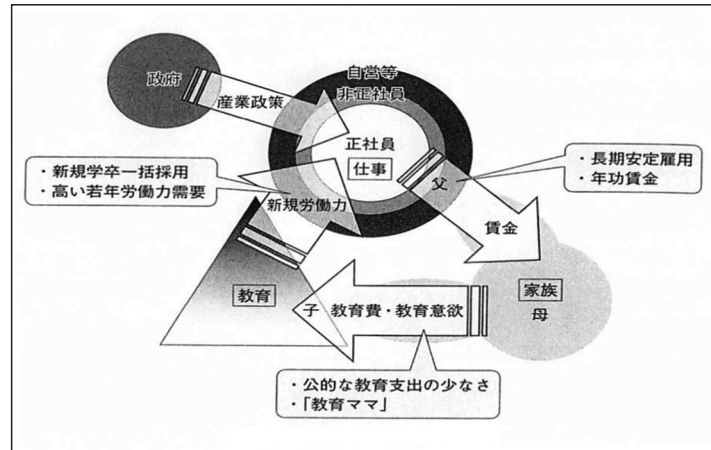 政府
産業政策
自営等
非正社員
正社員
仕事
・新規学卒一括採用
・高い若年労働力需要
新規労働力
父
・長期安定雇用
・年功賃金
賃金
教育
子
教育費・教育意欲
家族
母
・公的な教育支出の少なさ
・「教育ママ」